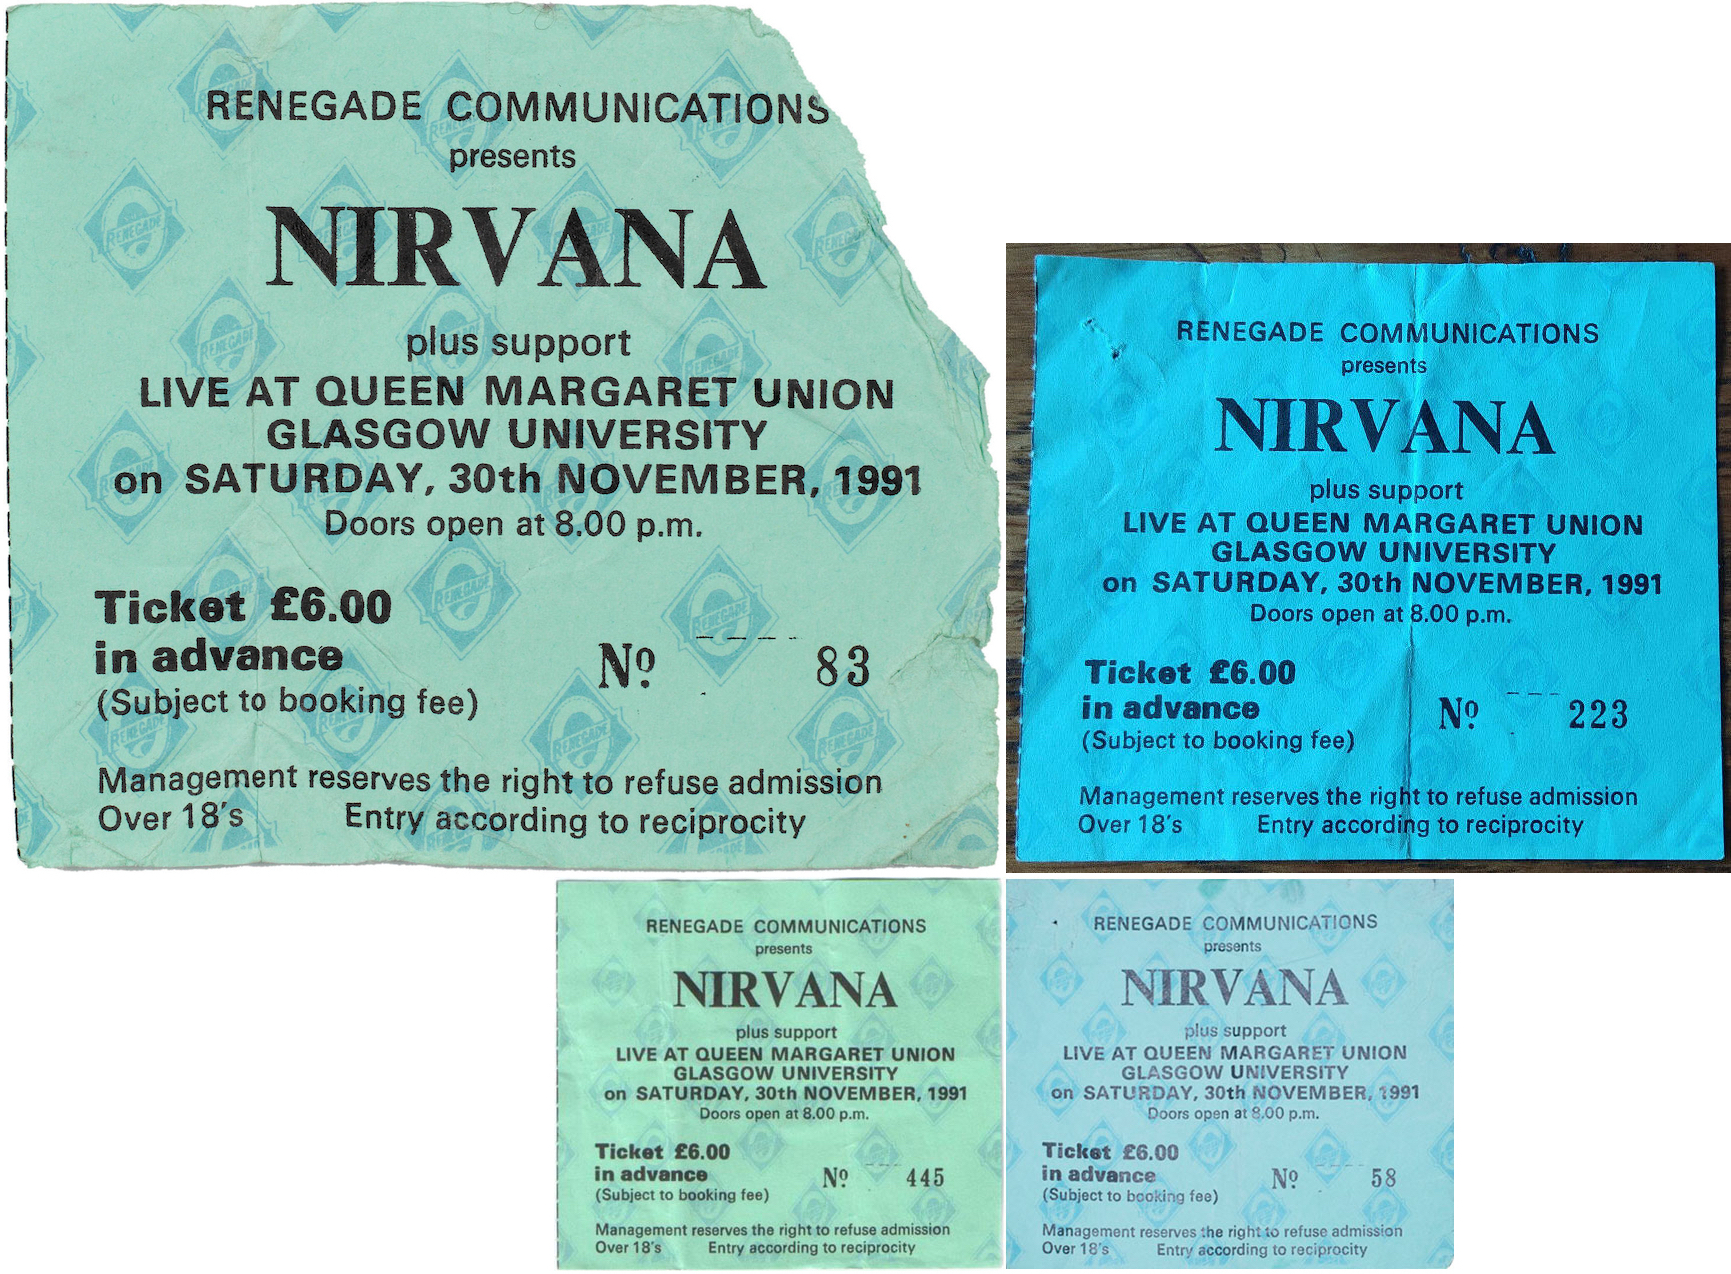 RENEGADE COMMUNICATIONS
presents
NIRVANA
plus support
LIVE AT QUEEN MARGARET UNION
GLASGOW UNIVERSITY
on SATURDAY, 30th NOVEMBER, 1991
Doors open at 8.00 p.m.
Ticket £6.00
in advance
(Subject to booking fee)
Nº 83
Management reserves the right to refuse admission
Over 18's Entry according to reciprocity
RENEGADE COMMUNICATIONS
presents
NIRVANA
plus support
LIVE AT QUEEN MARGARET UNION
GLASGOW UNIVERSITY
on SATURDAY, 30th NOVEMBER, 1991
Doors open at 8.00 p.m.
Ticket £6.00
in advance
(Subject to booking fee)
Nº 223
Management reserves the right to refuse admission
Over 18's Entry according to reciprocity
RENEGADE COMMUNICATIONS
presents
NIRVANA
plus support
LIVE AT QUEEN MARGARET UNION
GLASGOW UNIVERSITY
on SATURDAY, 30th NOVEMBER, 1991
Doors open at 8.00 p.m.
Ticket £6.00
in advance
(Subject to booking fee)
Nº 445
Management reserves the right to refuse admission
Over 18's Entry according to reciprocity
RENEGADE COMMUNICATIONS
presents
NIRVANA
plus support
LIVE AT QUEEN MARGARET UNION
GLASGOW UNIVERSITY
on SATURDAY, 30th NOVEMBER, 1991
Doors open at 8.00 p.m.
Ticket £6.00
in advance
(Subject to booking fee)
Nº 58
Management reserves the right to refuse admission
Over 18's Entry according to reciprocity